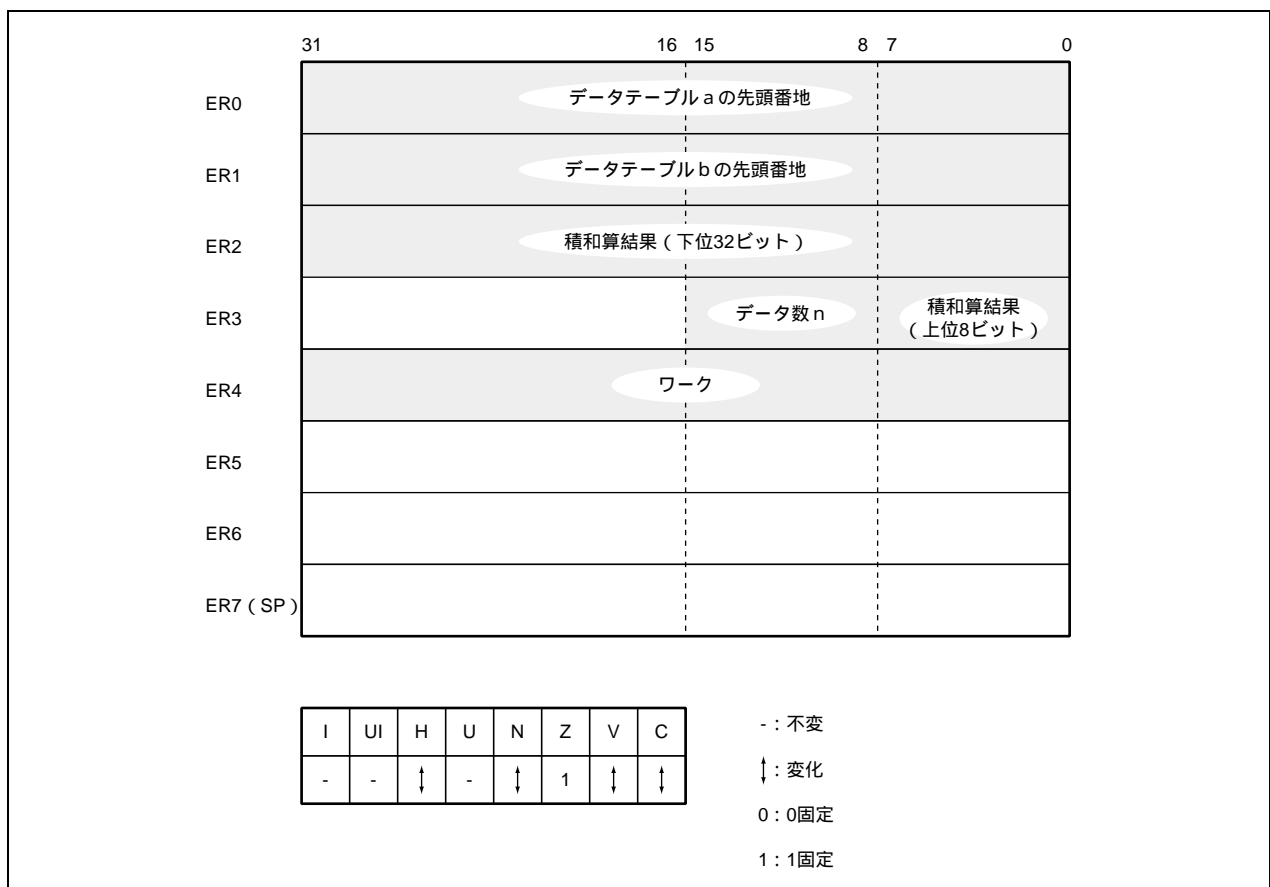 31 16 15 8 7 0
ER0 データテーブルaの先頭番地
ER1 データテーブルbの先頭番地
ER2 積和算結果(下位32ビット)
ER3 データ数n 積和算結果
(上位8ビット)
ER4 ワーク
ER5
ER6
ER7(SP)
I UI H U N Z V C
- - ↕ - ↕ 1 ↕ ↕
-:不変
↕:変化
0:0固定
1:1固定